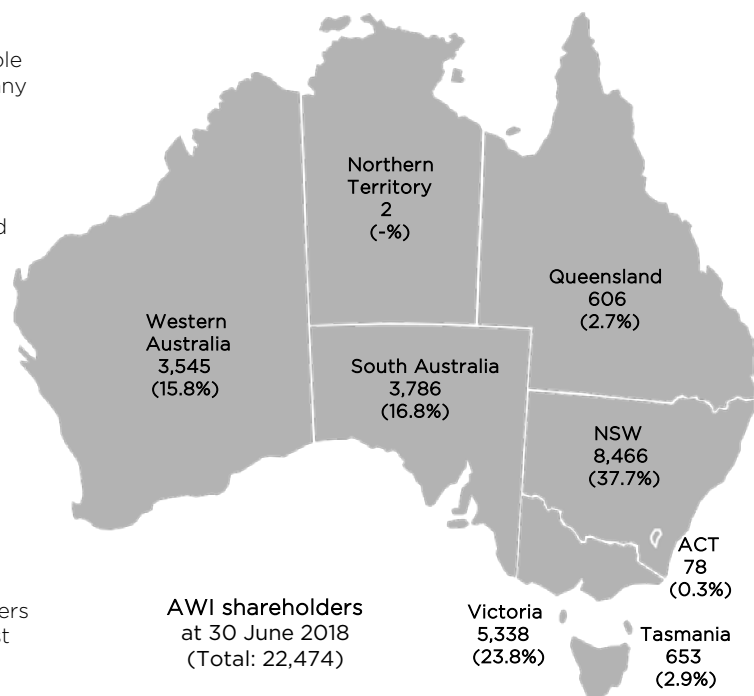 Northern
Territory
2
(-%)
Queensland
606
(2.7%)
Western
Australia
3,545
(15.8%)
South Australia
3,786
(16.8%)
NSW
8,466
(37.7%)
ACT
78
(0.3%)
AWI shareholders
at 30 June 2018
(Total: 22,474)
Victoria
5,338
(23.8%)
Tasmania
653
(2.9%)